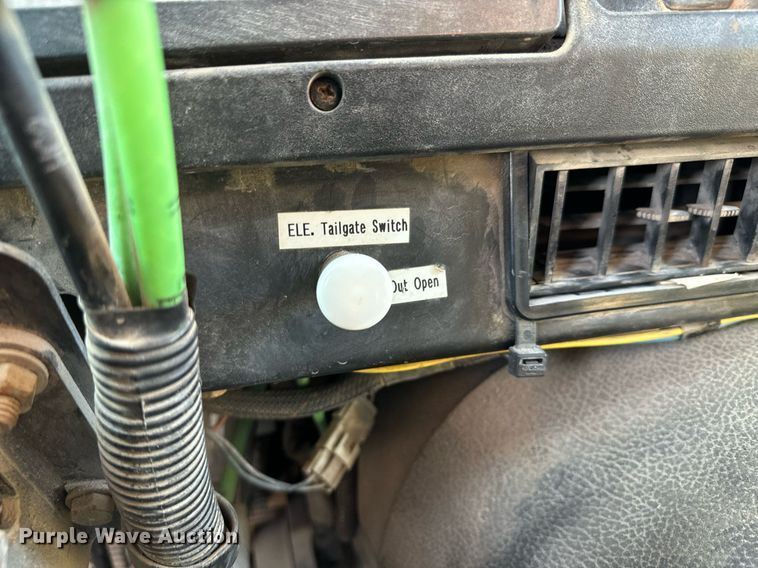 ELE. Tailgate Switch
Out Open
Purple Wave Auction